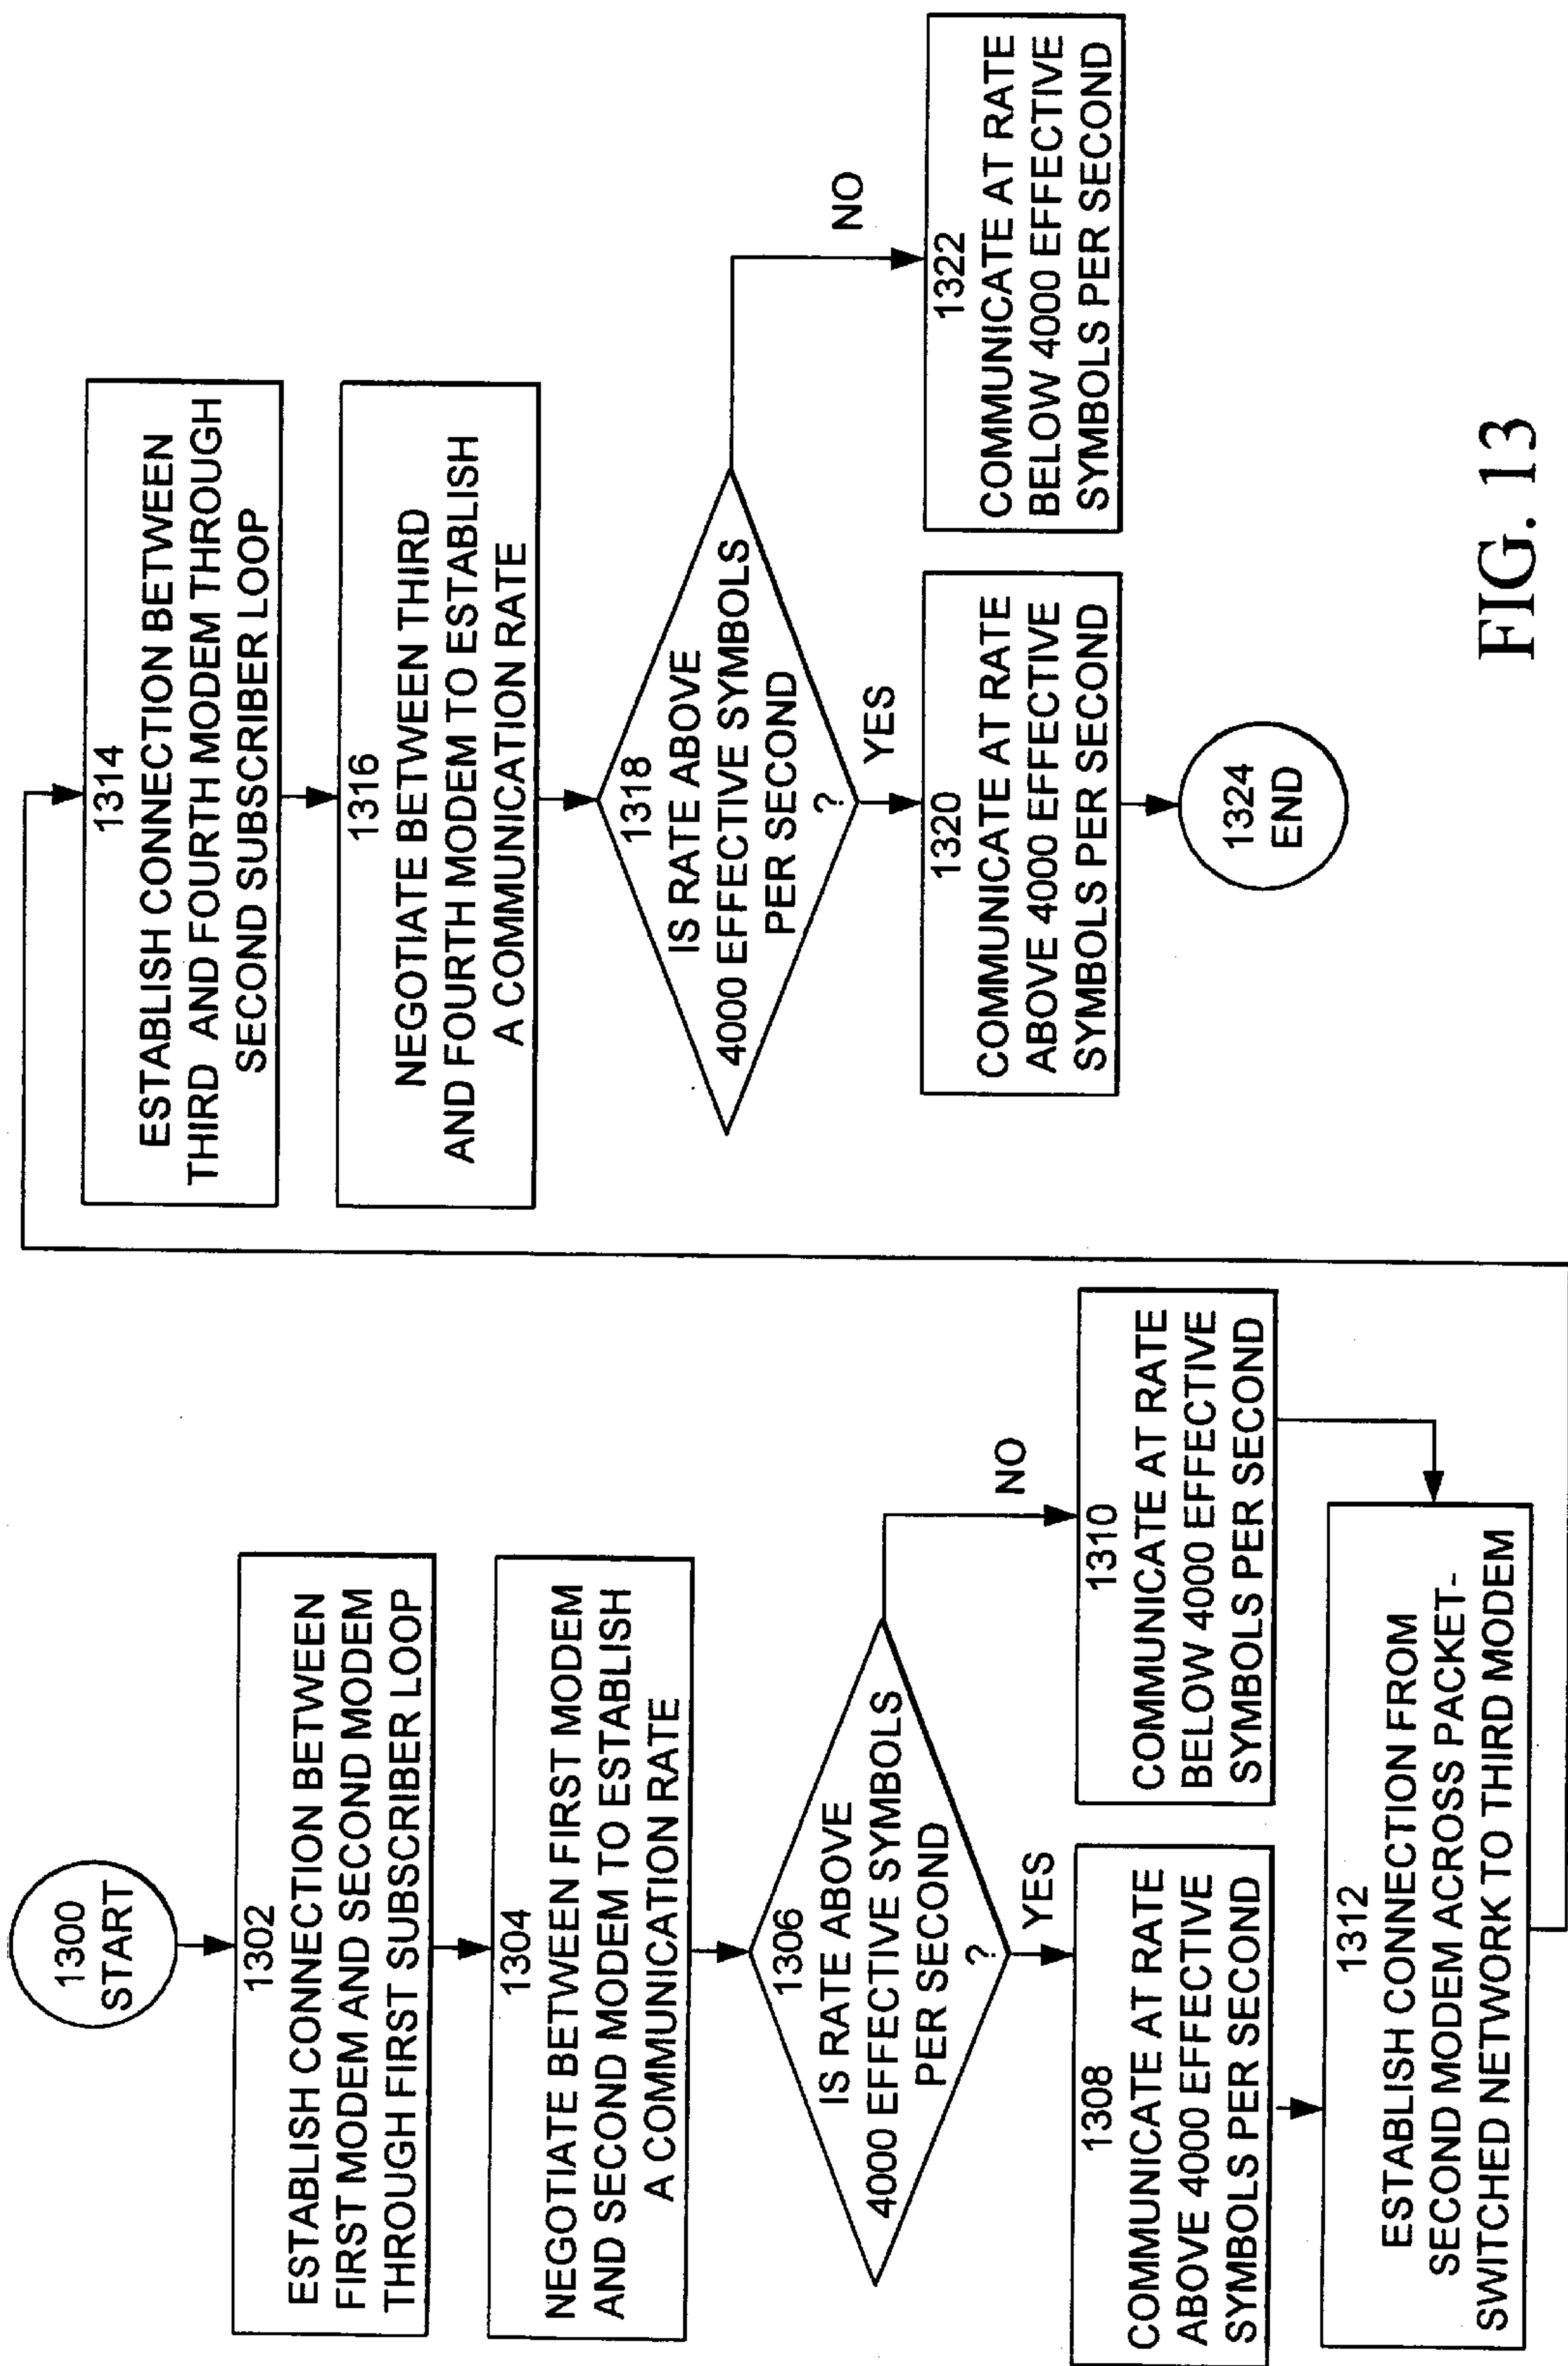 1300
START
1302
ESTABLISH CONNECTION BETWEEN
FIRST MODEM AND SECOND MODEM
THROUGH FIRST SUBSCRIBER LOOP
1304
NEGOTIATE BETWEEN FIRST MODEM
AND SECOND MODEM TO ESTABLISH
A COMMUNICATION RATE
1306
IS RATE ABOVE
4000 EFFECTIVE SYMBOLS
PER SECOND
?
YES
NO
1308
COMMUNICATE AT RATE
ABOVE 4000 EFFECTIVE
SYMBOLS PER SECOND
1310
COMMUNICATE AT RATE
BELOW 4000 EFFECTIVE
SYMBOLS PER SECOND
1312
ESTABLISH CONNECTION FROM
SECOND MODEM ACROSS PACKET-
SWITCHED NETWORK TO THIRD MODEM
1314
ESTABLISH CONNECTION BETWEEN
THIRD AND FOURTH MODEM THROUGH
SECOND SUBSCRIBER LOOP
1316
NEGOTIATE BETWEEN THIRD
AND FOURTH MODEM TO ESTABLISH
A COMMUNICATION RATE
1318
IS RATE ABOVE
4000 EFFECTIVE SYMBOLS
PER SECOND
?
YES
NO
1320
COMMUNICATE AT RATE
ABOVE 4000 EFFECTIVE
SYMBOLS PER SECOND
1322
COMMUNICATE AT RATE
BELOW 4000 EFFECTIVE
SYMBOLS PER SECOND
1324
END
FIG. 13